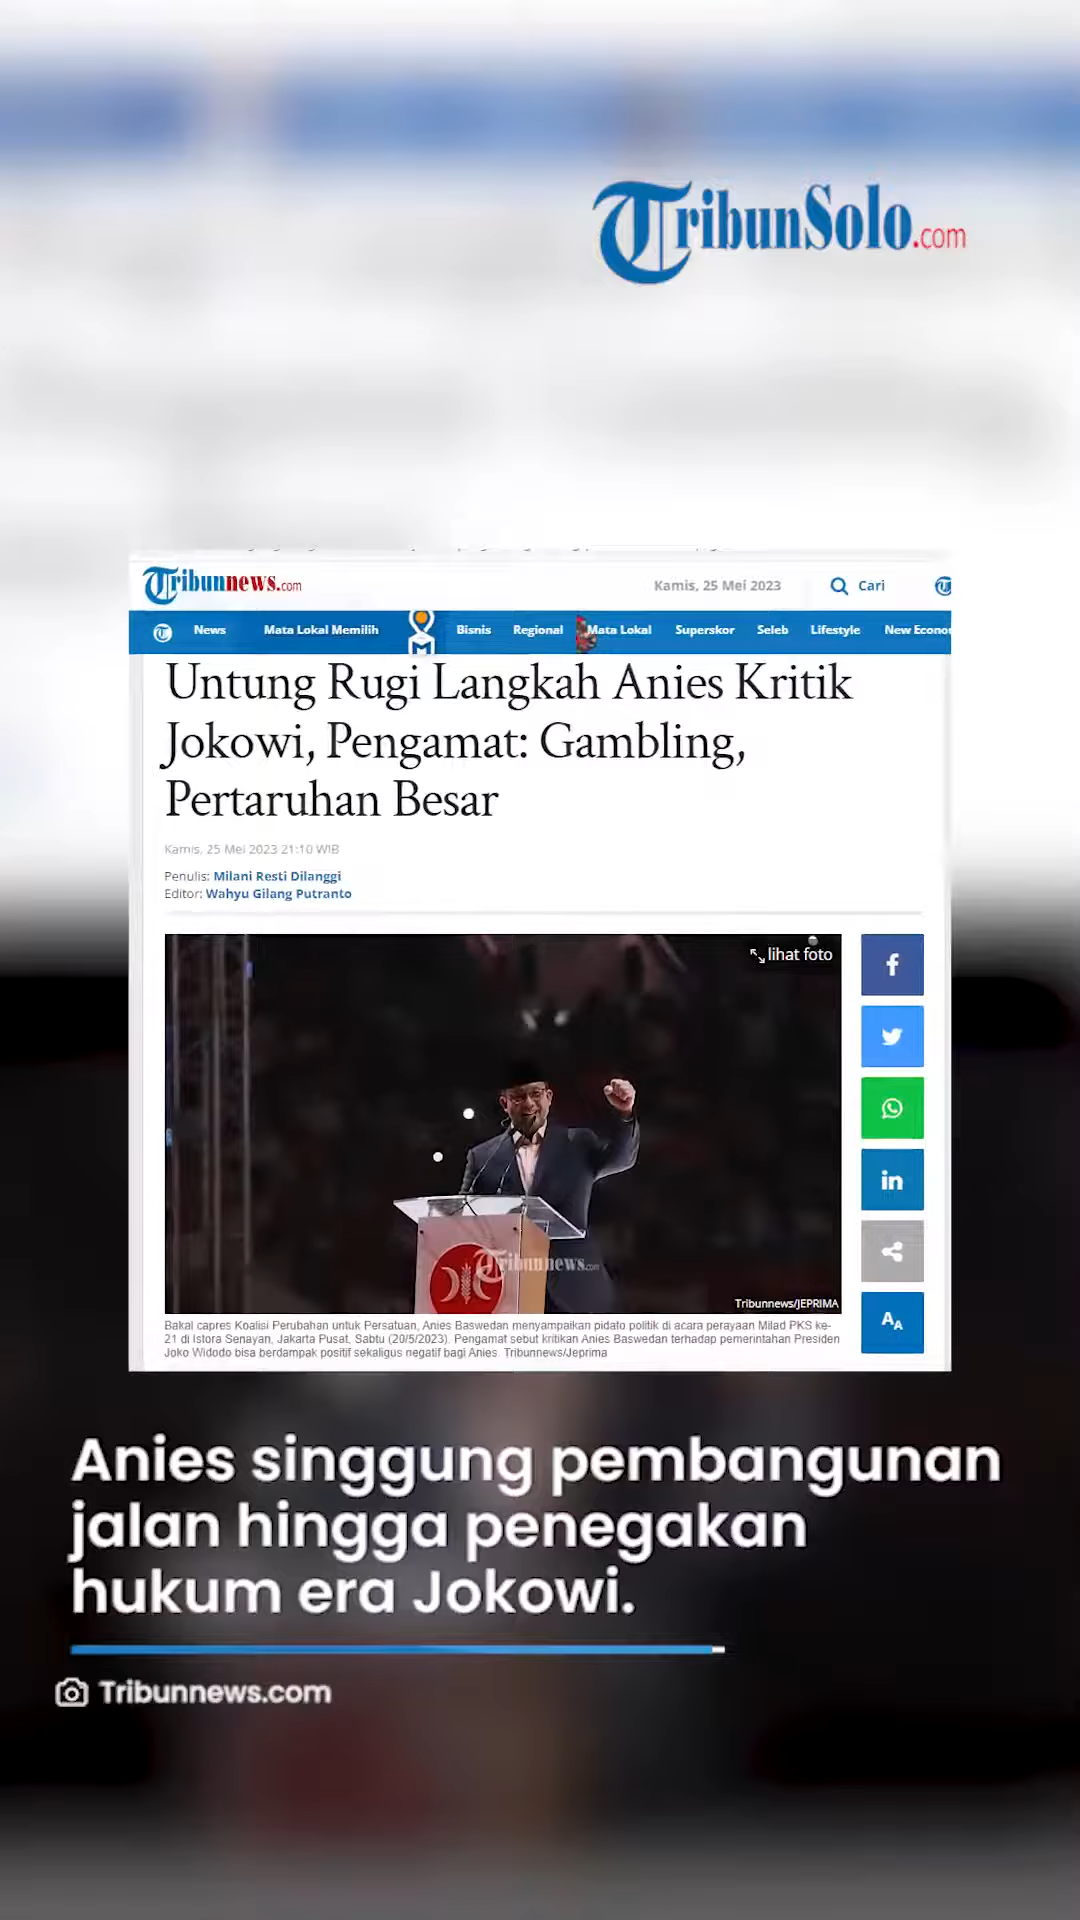 TribunSolo.com
Tribunnews.com
Kamis, 25 Mei 2023
Cari
News
Mata Lokal Memilih
Bisnis
Regional
Mata Lokal
Superskor
Seleb
Lifestyle
New Econo
Untung Rugi Langkah Anies Kritik
Jokowi, Pengamat: Gambling,
Pertaruhan Besar
Kamis, 25 Mei 2023 21:10 WIB
Penulis: Milani Resti Dilanggi
Editor: Wahyu Gilang Putranto
lihat foto
Tribunnews.com
Tribunnews/JEPRIMA
Bakal capres Koalisi Perubahan untuk Persatuan, Anies Baswedan menyampaikan pidato politik di acara perayaan Milad PKS ke-
21 di Istora Senayan, Jakarta Pusat, Sabtu (20/5/2023). Pengamat sebut kritikan Anies Baswedan terhadap pemerintahan Presiden
Joko Widodo bisa berdampak positif sekaligus negatif bagi Anies. Tribunnews/Jeprima
Anies singgung pembangunan
jalan hingga penegakan
hukum era Jokowi.
Tribunnews.com